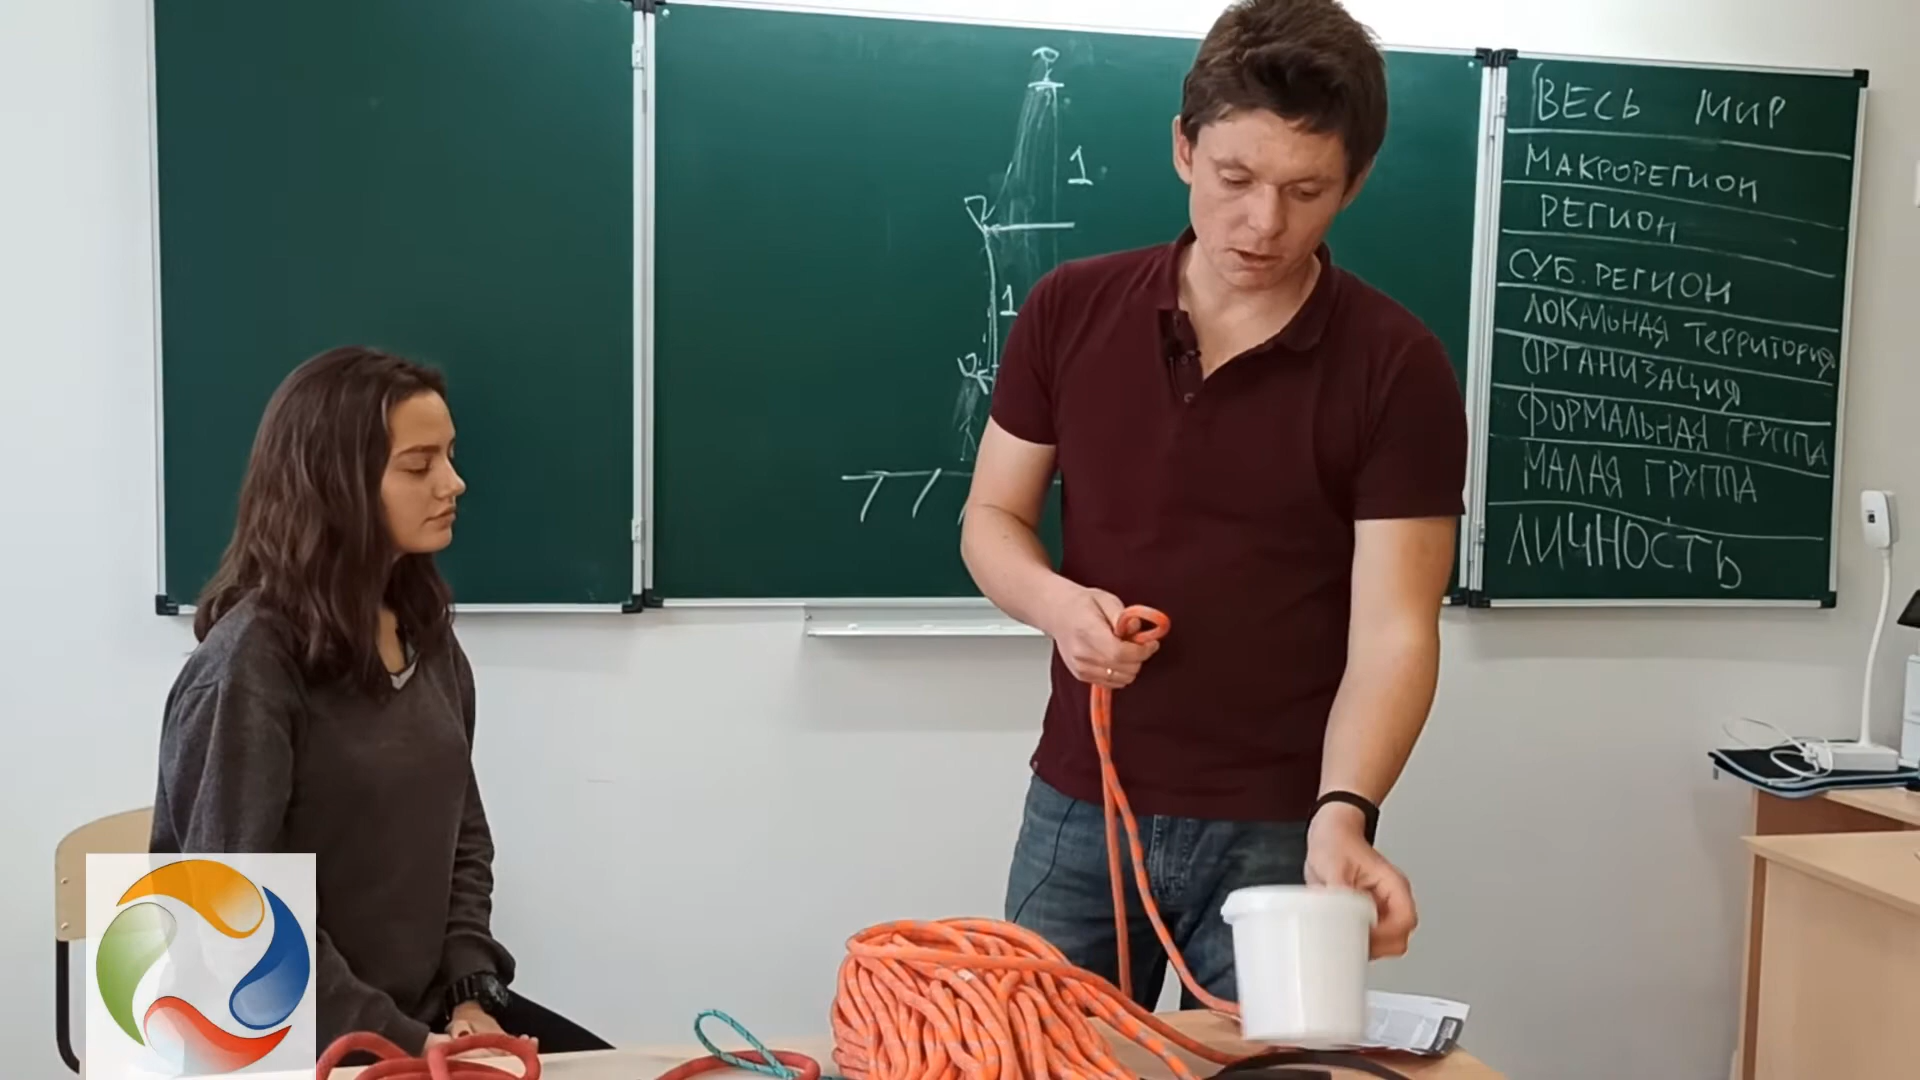 1
1
ВЕСЬ МИР
МАКРОРЕГИОН
РЕГИОН
СУБ. РЕГИОН
ЛОКАЛЬНАЯ ТЕРРИТОРИЯ
ОРГАНИЗАЦИЯ
ФОРМАЛЬНАЯ ГРУППА
МАЛАЯ ГРУППА
ЛИЧНОСТЬ